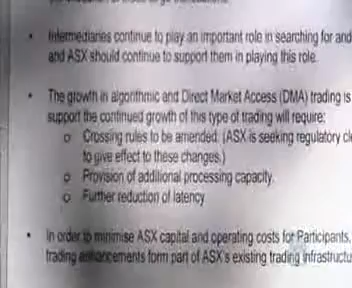 Intermediaries continue to play an important role in searching for and
and ASX should continue to support them in playing this role.
The growth in algorithmic and Direct Market Access (DMA) trading is
support the continued growth of this type of trading will require:
Crossing rules to be amended. (ASX is seeking regulatory cl
to give effect to these changes.)
Provision of additional processing capacity.
Further reduction of latency
In order to minimise ASX capital and operating costs for Participants,
trading enhancements form part of ASX's existing trading infrastructu